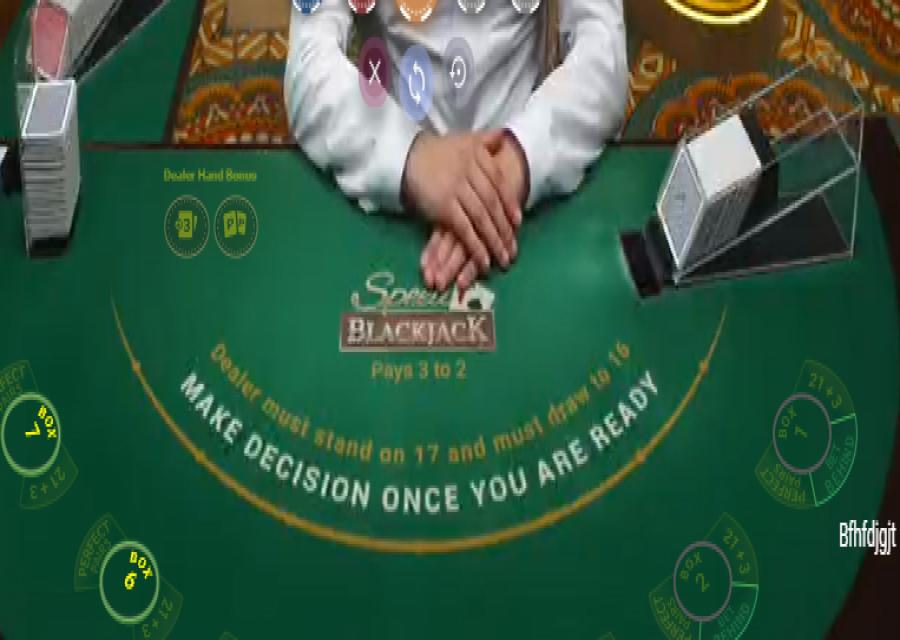 Dealer Hand Bonus
Speed
BLACKJACK
Pays 3 to 2
Dealer must stand on 17 and must draw to 16
MAKE DECISION ONCE YOU ARE READY
PERFECT
PAIRS
BOX
7
21+3
21+3
BOX
1
BET
BEHIND
PERFECT
PAIRS
Bfhfdjgjt
PERFECT
PAIRS
BOX
6
21+3
21+3
BOX
2
BET
BEHIND
PERFECT
PAIRS